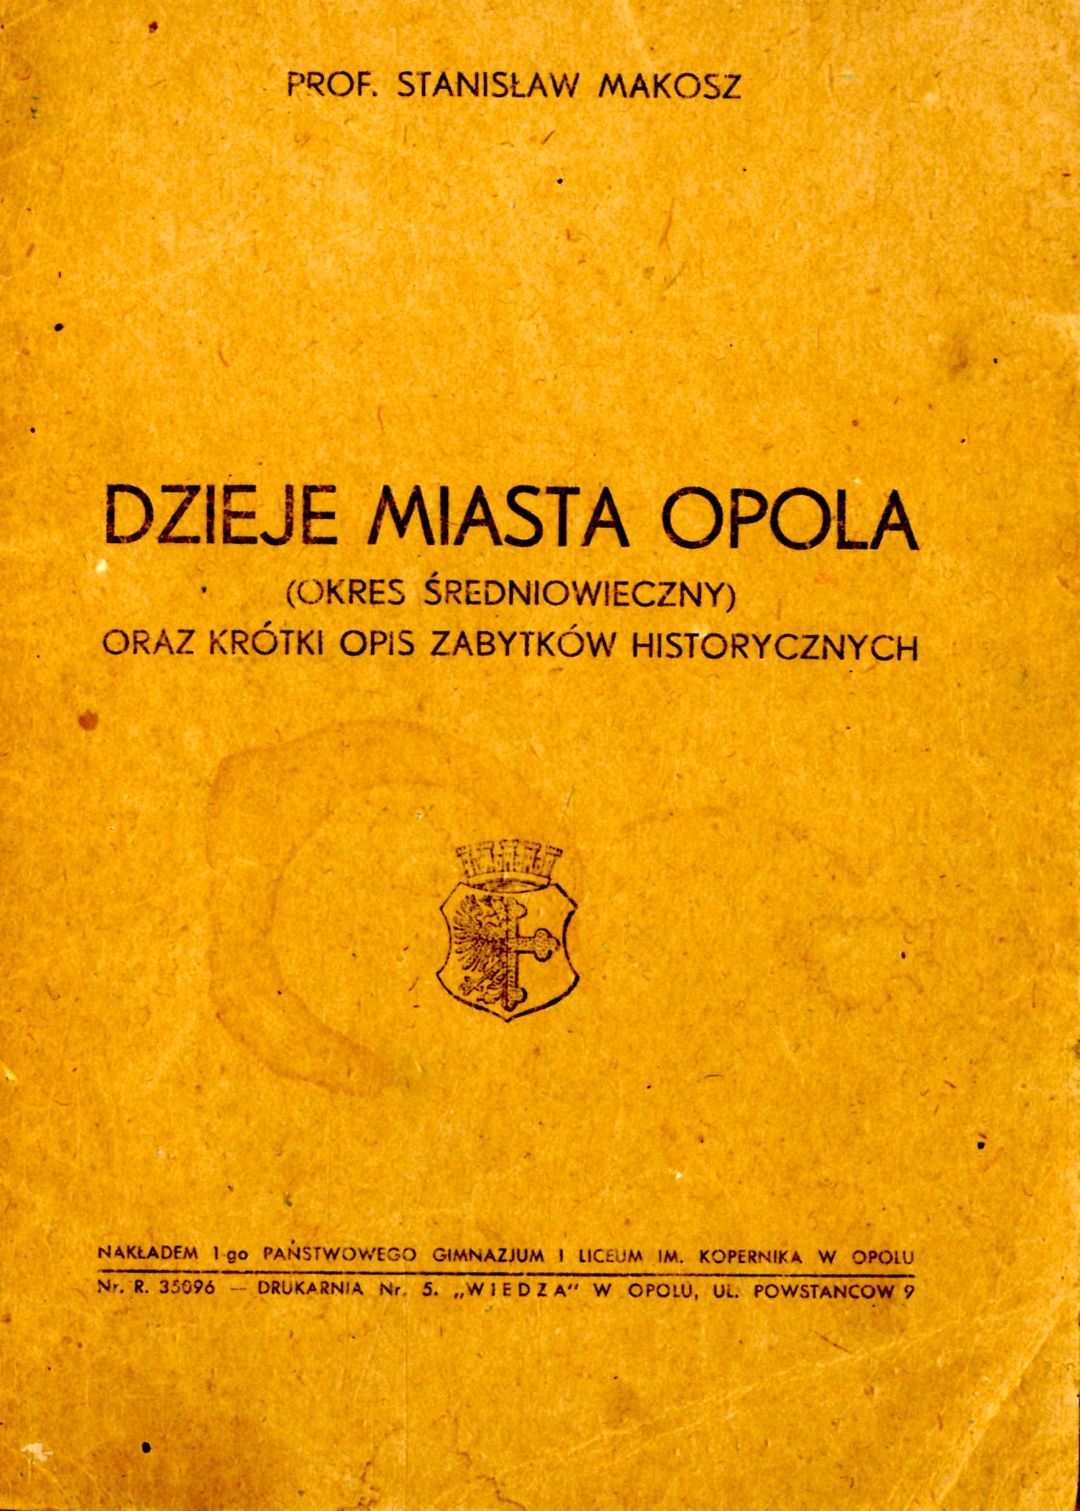 PROF. STANISŁAW MAKOSZ
DZIEJE MIASTA OPOLA
(OKRES ŚREDNIOWIECZNY)
ORAZ KRÓTKI OPIS ZABYTKÓW HISTORYCZNYCH
NAKŁADEM 1-go PAŃSTWOWEGO GIMNAZJUM I LICEUM IM. KOPERNIKA W OPOLU
Nr. R. 35096 — DRUKARNIA Nr. 5. „WIEDZA" W OPOLU, UL. POWSTANCOW 9